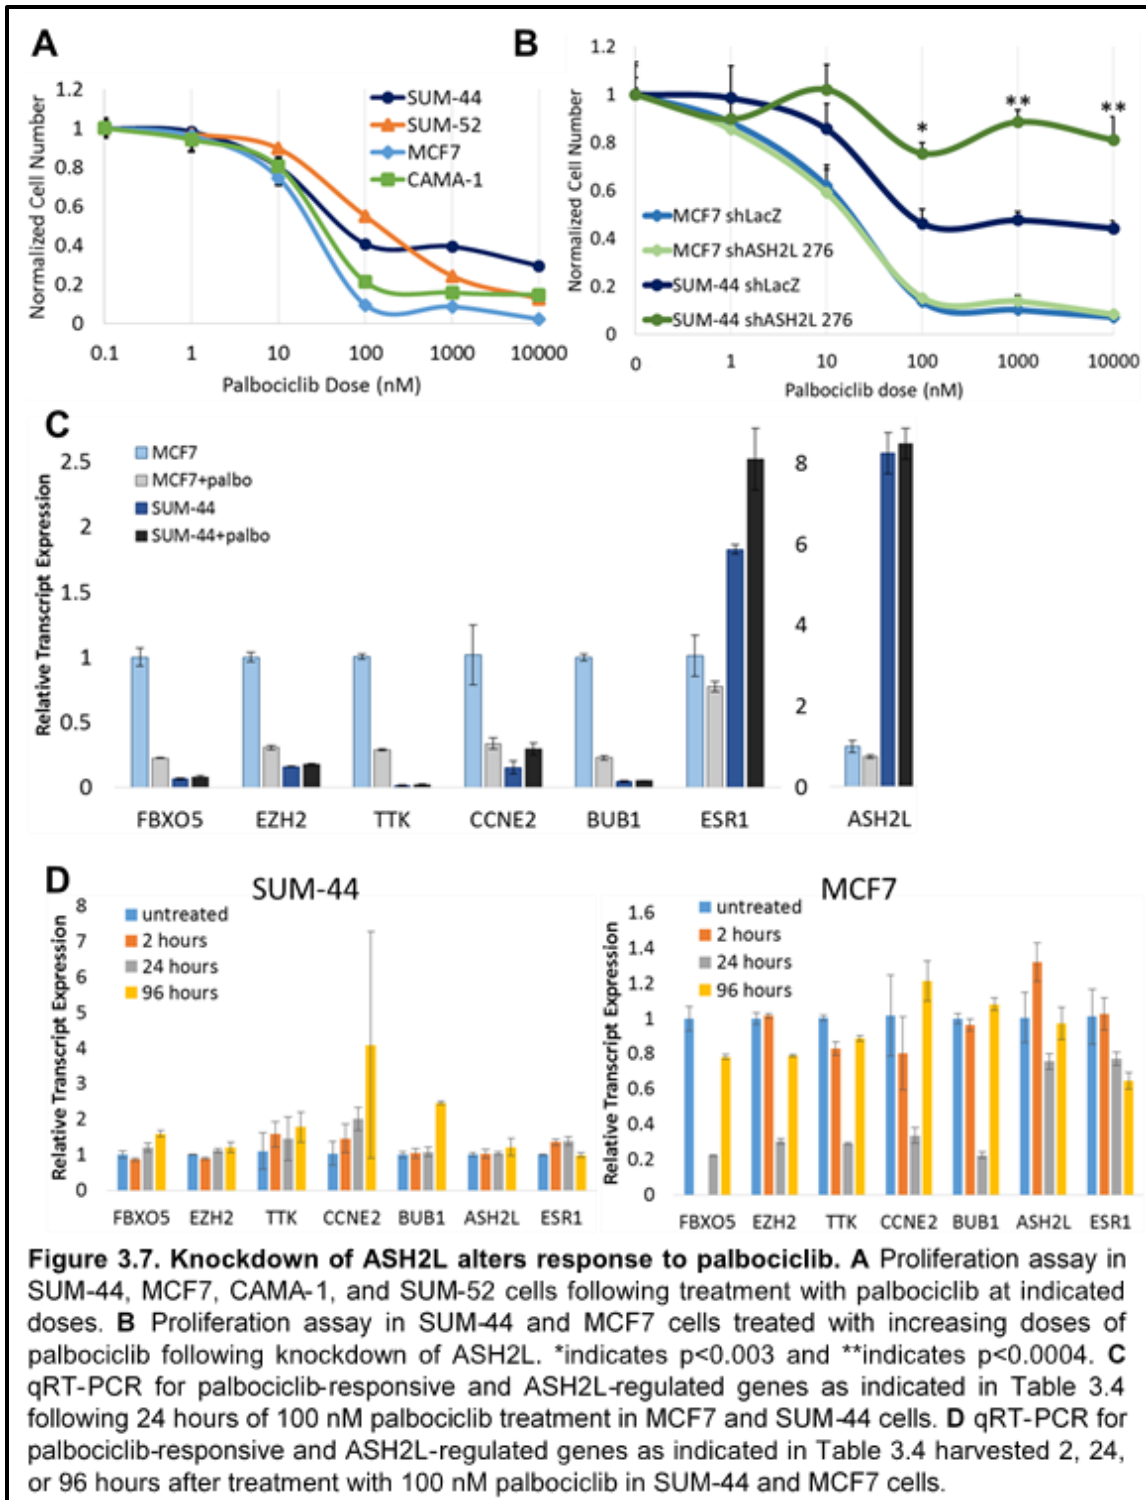 A
Normalized Cell Number
1.2
1
0.8
0.6
0.4
0.2
0
SUM-44
SUM-52
MCF7
CAMA-1
0.1 1 10 100 1000 10000
Palbociclib Dose (nM)
B
Normalized Cell Number
1.2
1
0.8
0.6
0.4
0.2
0
* ** **
MCF7 shLacZ
MCF7 shASH2L 276
SUM-44 shLacZ
SUM-44 shASH2L 276
0 1 10 100 1000 10000
Palbociclib dose (nM)
C
Relative Transcript Expression
2.5
2
1.5
1
0.5
0
MCF7
MCF7+palbo
SUM-44
SUM-44+palbo
8
6
4
2
0
FBXO5 EZH2 TTK CCNE2 BUB1 ESR1 ASH2L
D
SUM-44
Relative Transcript Expression
8
7
6
5
4
3
2
1
0
untreated
2 hours
24 hours
96 hours
FBXO5 EZH2 TTK CCNE2 BUB1 ASH2L ESR1
MCF7
Relative Transcript Expression
1.6
1.4
1.2
1
0.8
0.6
0.4
0.2
0
untreated
2 hours
24 hours
96 hours
FBXO5 EZH2 TTK CCNE2 BUB1 ASH2L ESR1
Figure 3.7. Knockdown of ASH2L alters response to palbociclib. A Proliferation assay in
SUM-44, MCF7, CAMA-1, and SUM-52 cells following treatment with palbociclib at indicated
doses. B Proliferation assay in SUM-44 and MCF7 cells treated with increasing doses of
palbociclib following knockdown of ASH2L. *indicates p<0.003 and **indicates p<0.0004. C
qRT-PCR for palbociclib-responsive and ASH2L-regulated genes as indicated in Table 3.4
following 24 hours of 100 nM palbociclib treatment in MCF7 and SUM-44 cells. D qRT-PCR for
palbociclib-responsive and ASH2L-regulated genes as indicated in Table 3.4 harvested 2, 24,
or 96 hours after treatment with 100 nM palbociclib in SUM-44 and MCF7 cells.